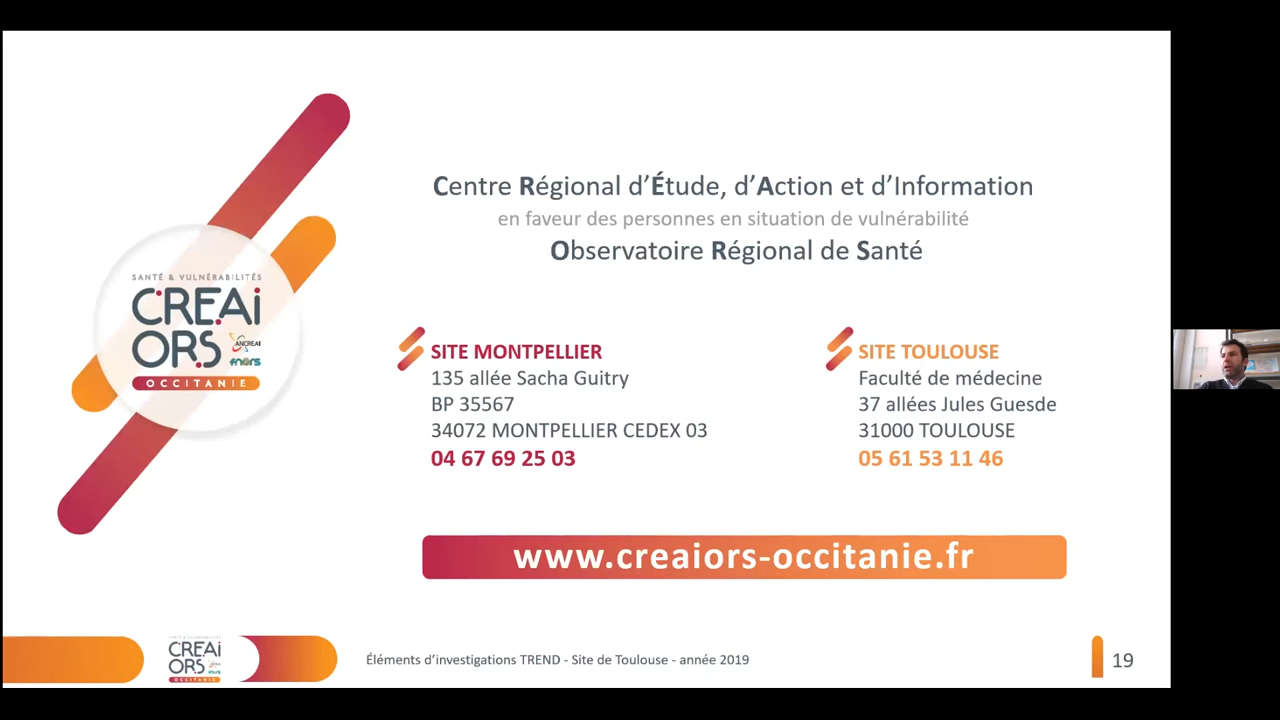 Centre Régional d'Étude, d'Action et d'Information
en faveur des personnes en situation de vulnérabilité
Observatoire Régional de Santé
SANTÉ & VULNÉRABILITÉS
CREAi
ORS
ANCREAI
fnors
OCCITANIE
SITE MONTPELLIER
135 allée Sacha Guitry
BP 35567
34072 MONTPELLIER CEDEX 03
04 67 69 25 03
SITE TOULOUSE
Faculté de médecine
37 allées Jules Guesde
31000 TOULOUSE
05 61 53 11 46
www.creaiors-occitanie.fr
CREAi
ORS
OCCITANIE
Éléments d'investigations TREND - Site de Toulouse - année 2019
19